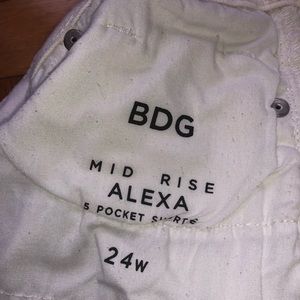 BDG
MID RISE
ALEXA
5 POCKET SHORTS
24W